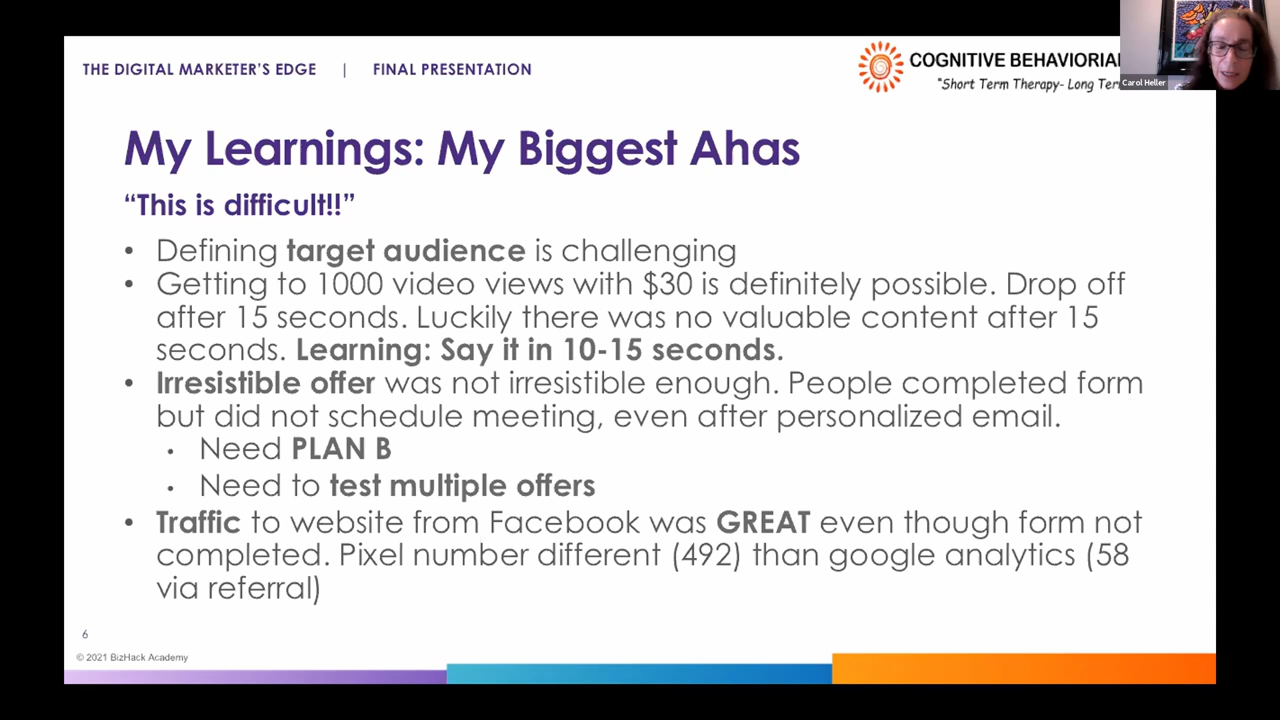 THE DIGITAL MARKETER'S EDGE | FINAL PRESENTATION
COGNITIVE BEHAVIORIAL
"Short Term Therapy- Long
Carol Heller
My Learnings: My Biggest Ahas
“This is difficult!!”
• Defining target audience is challenging
• Getting to 1000 video views with $30 is definitely possible. Drop off
after 15 seconds. Luckily there was no valuable content after 15
seconds. Learning: Say it in 10-15 seconds.
• Irresistible offer was not irresistible enough. People completed form
but did not schedule meeting, even after personalized email.
• Need PLAN B
• Need to test multiple offers
• Traffic to website from Facebook was GREAT even though form not
completed. Pixel number different (492) than google analytics (58
via referral)
6
© 2021 BizHack Academy